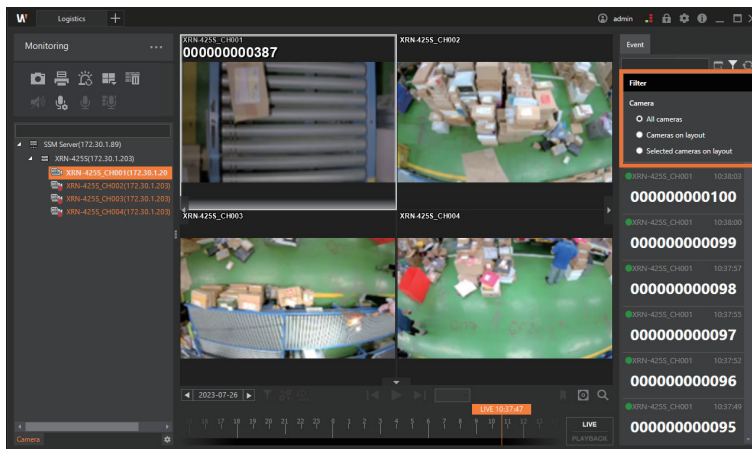 W Logistics + admin
Monitoring ...
SSM Server(172.30.1.89)
XRN-425S(172.30.1.203)
XRN-425S_CH001(172.30.1.20
XRN-425S_CH002(172.30.1.203)
XRN-425S_CH003(172.30.1.203)
XRN-425S_CH004(172.30.1.203)
Camera
XRN-425S_CH001
000000000387
XRN-425S_CH002
XRN-425S_CH003
XRN-425S_CH004
2023-07-26
LIVE 10:37:47
16 17 18 19 20 21 22 23 0 1 2 3 4 5 6 7 8 9 10 11 12 13
LIVE
PLAYBACK
Event
Filter
Camera
All cameras
Cameras on layout
Selected cameras on layout
XRN-425S_CH001 10:38:03
000000000100
XRN-425S_CH001 10:38:00
000000000099
XRN-425S_CH001 10:37:57
000000000098
XRN-425S_CH001 10:37:55
000000000097
XRN-425S_CH001 10:37:52
000000000096
XRN-425S_CH001 10:37:49
000000000095